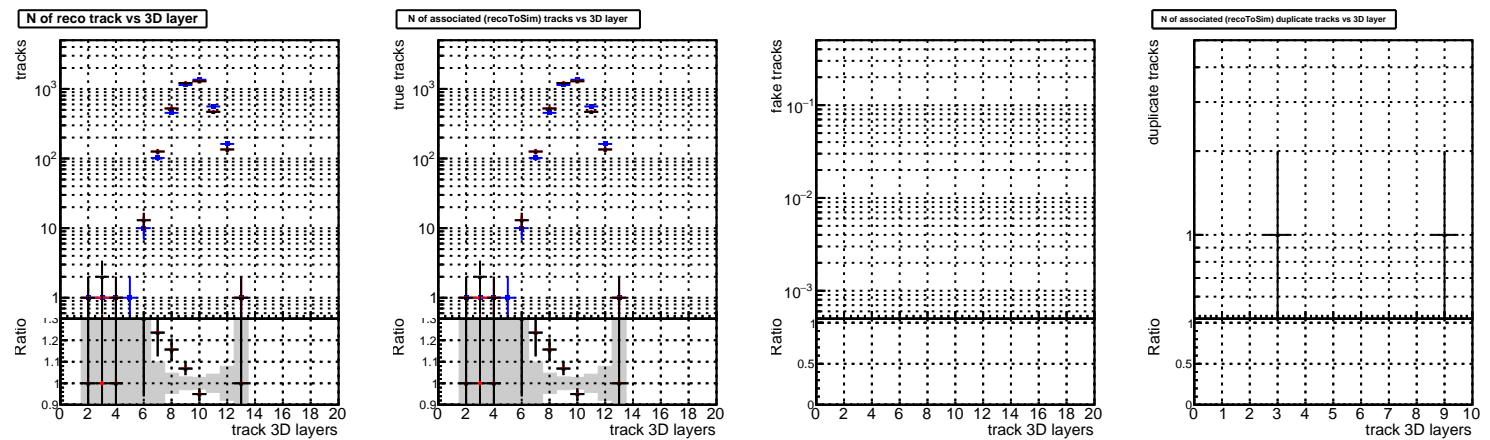 N of reco track vs 3D layer
tracks
10³
10²
10
1
Ratio
1.3
1.2
1.1
1
0.9
0 2 4 6 8 10 12 14 16 18 20
track 3D layers
N of associated (recoToSim) tracks vs 3D layer
true tracks
10³
10²
10
1
Ratio
1.3
1.2
1.1
1
0.9
0 2 4 6 8 10 12 14 16 18 20
track 3D layers
fake tracks
10⁻¹
10⁻²
10⁻³
Ratio
1
0.5
0
0 2 4 6 8 10 12 14 16 18 20
track 3D layers
N of associated (recoToSim) duplicate tracks vs 3D layer
duplicate tracks
1
Ratio
1
0.5
0
0 1 2 3 4 5 6 7 8 9 10
track 3D layers